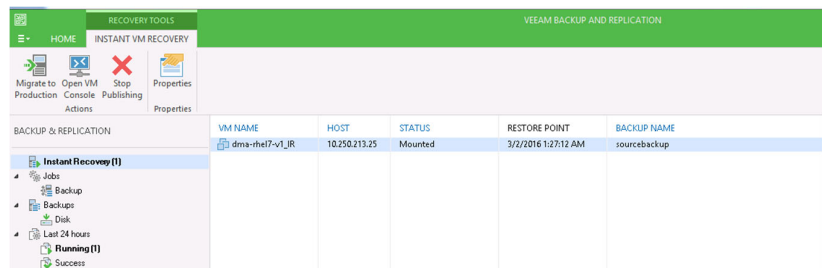 RECOVERY TOOLS
VEEAM BACKUP AND REPLICATION
HOME INSTANT VM RECOVERY
Migrate to Production
Open VM Console
Stop Publishing
Properties
Actions Properties
BACKUP & REPLICATION
VM NAME HOST STATUS RESTORE POINT BACKUP NAME
dma-rhel7-v1_IR 10.250.213.25 Mounted 3/2/2016 1:27:12 AM sourcebackup
Instant Recovery (1)
Jobs
Backup
Backups
Disk
Last 24 hours
Running (1)
Success